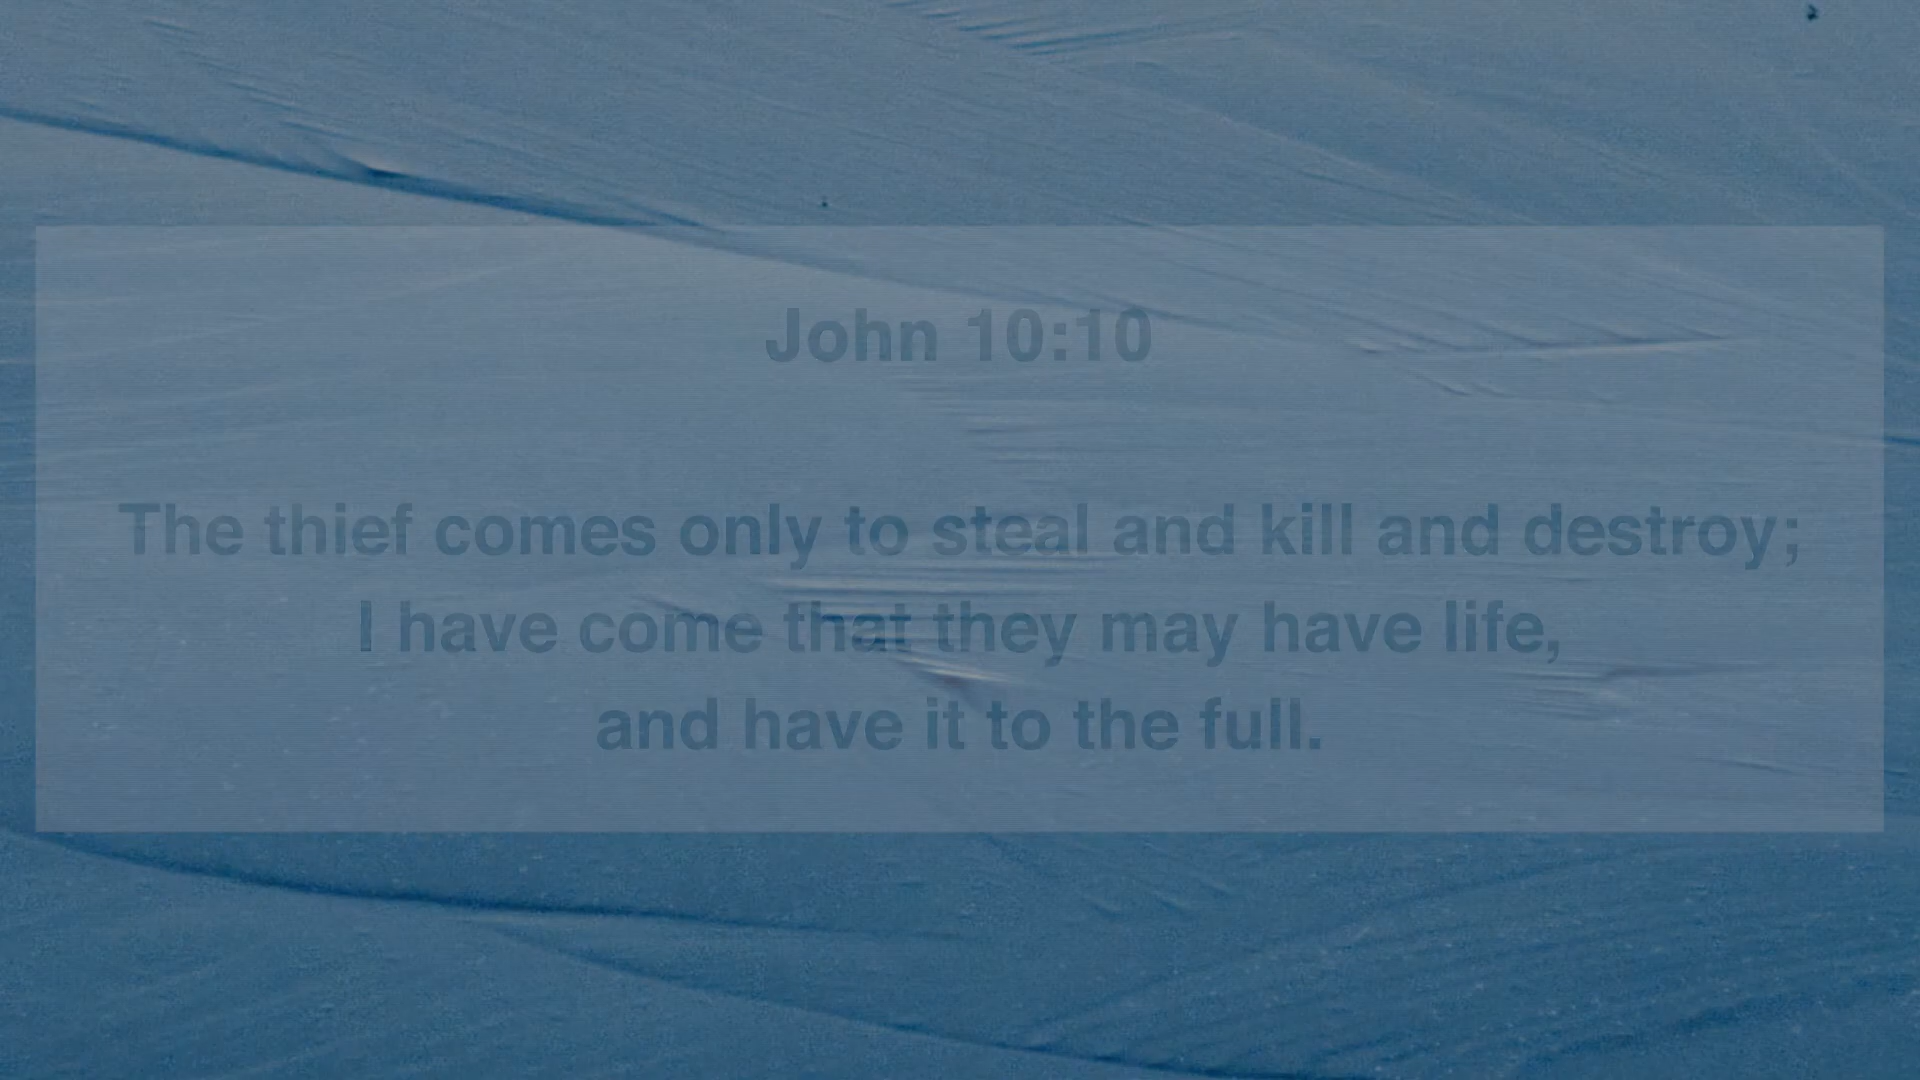 John 10:10
The thief comes only to steal and kill and destroy;
I have come that they may have life,
and have it to the full.